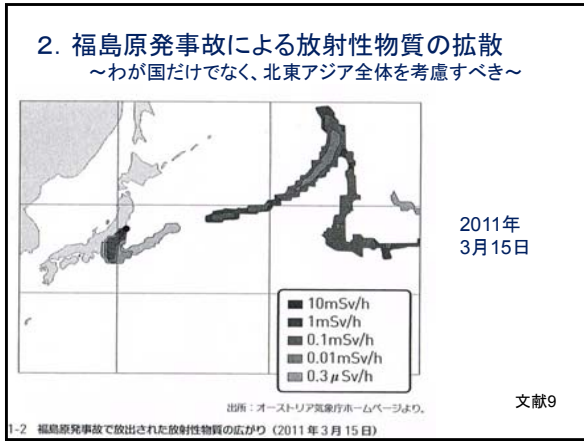 2. 福島原発事故による放射性物質の拡散
~わが国だけでなく、北東アジア全体を考慮すべき~
2011年
3月15日
10mSv/h
1mSv/h
0.1mSv/h
0.01mSv/h
0.3μSv/h
出所:オーストリア気象庁ホームページより。
文献9
1-2 福島原発事故で放出された放射性物質の広がり(2011年3月15日)